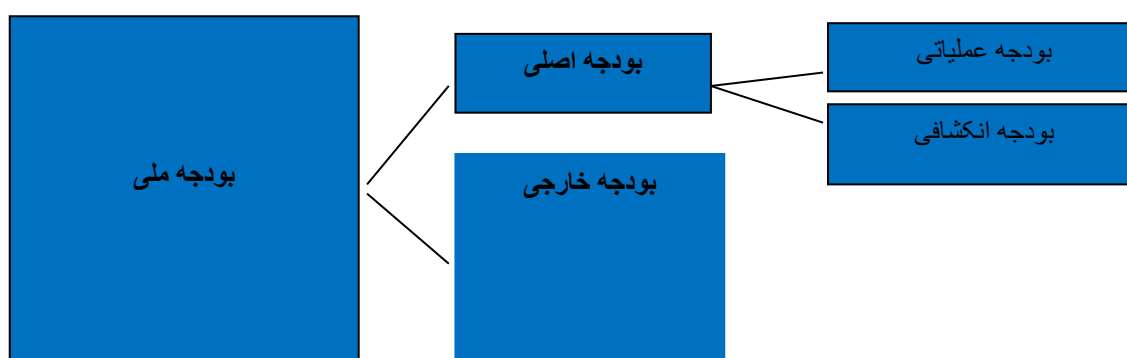 بودجه ملی
بودجه اصلی
بودجه عملیاتی
بودجه انکشافی
بودجه خارجی